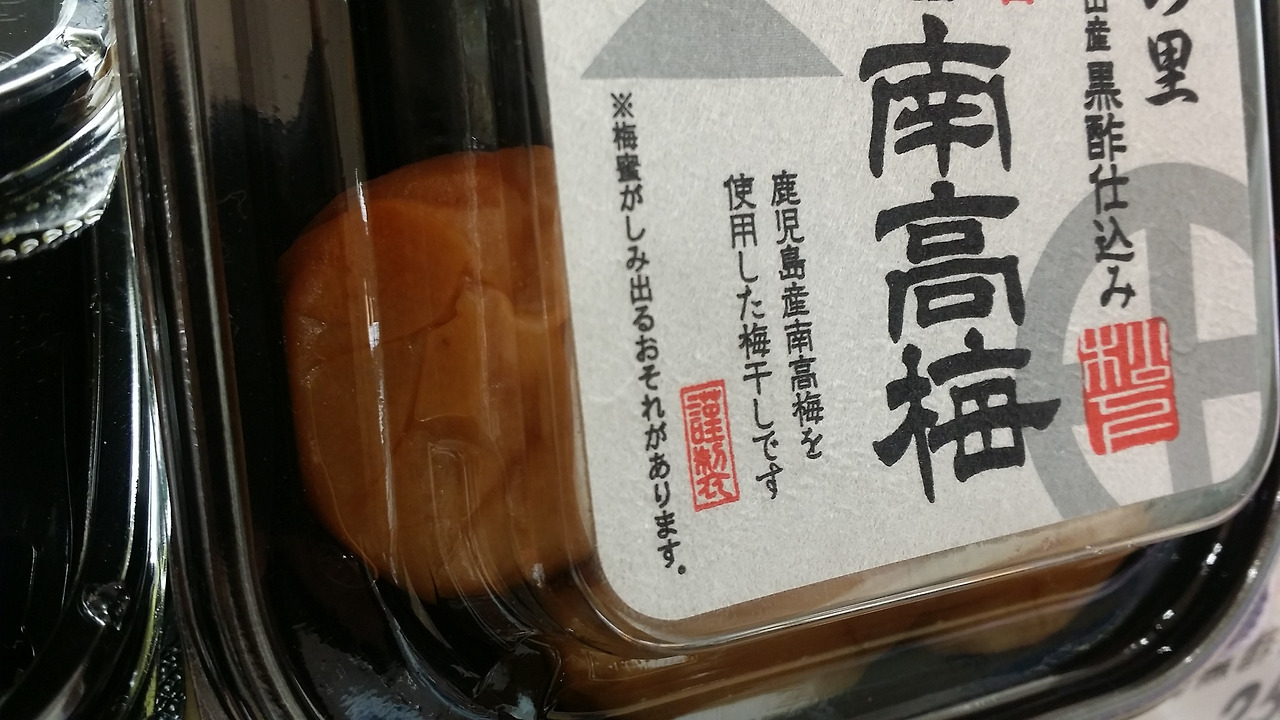 の里
山産 黒酢仕込み
南高梅
鹿児島産南高梅を
使用した梅干しです
謹製
※梅蜜がしみ出るおそれがあります。